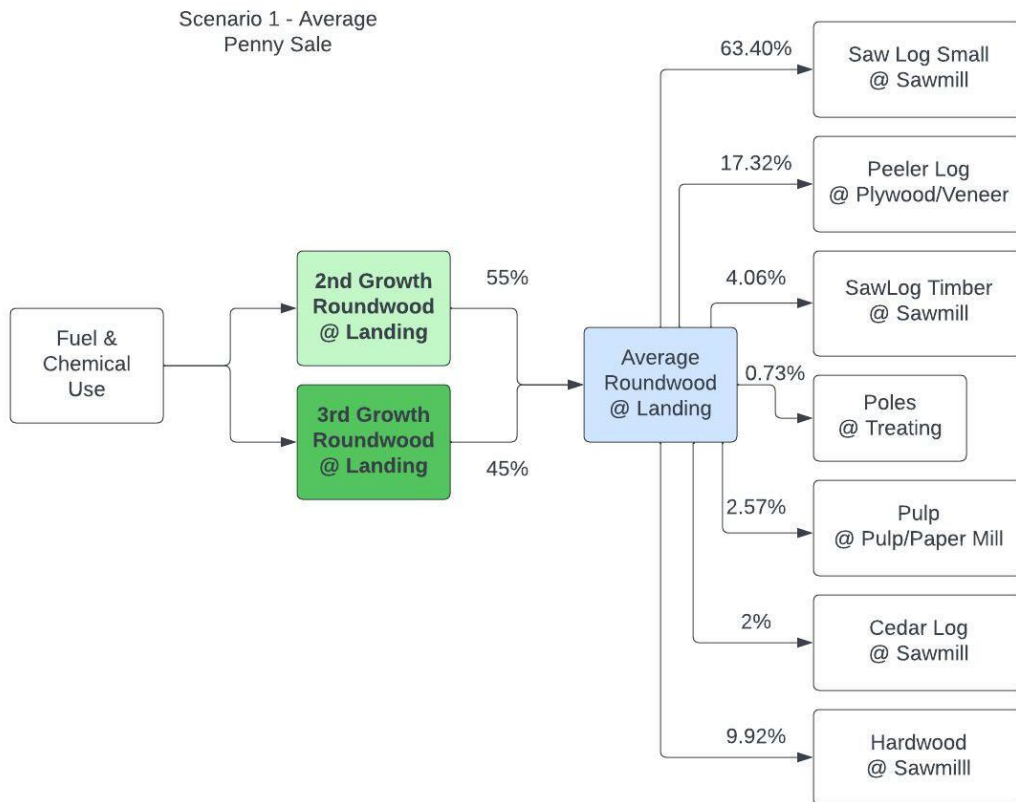 Scenario 1 - Average
Penny Sale
Fuel &
Chemical
Use
2nd Growth
Roundwood
@ Landing
55%
3rd Growth
Roundwood
@ Landing
45%
Average
Roundwood
@ Landing
63.40%
Saw Log Small
@ Sawmill
17.32%
Peeler Log
@ Plywood/Veneer
4.06%
SawLog Timber
@ Sawmill
0.73%
Poles
@ Treating
2.57%
Pulp
@ Pulp/Paper Mill
2%
Cedar Log
@ Sawmill
9.92%
Hardwood
@ Sawmilll